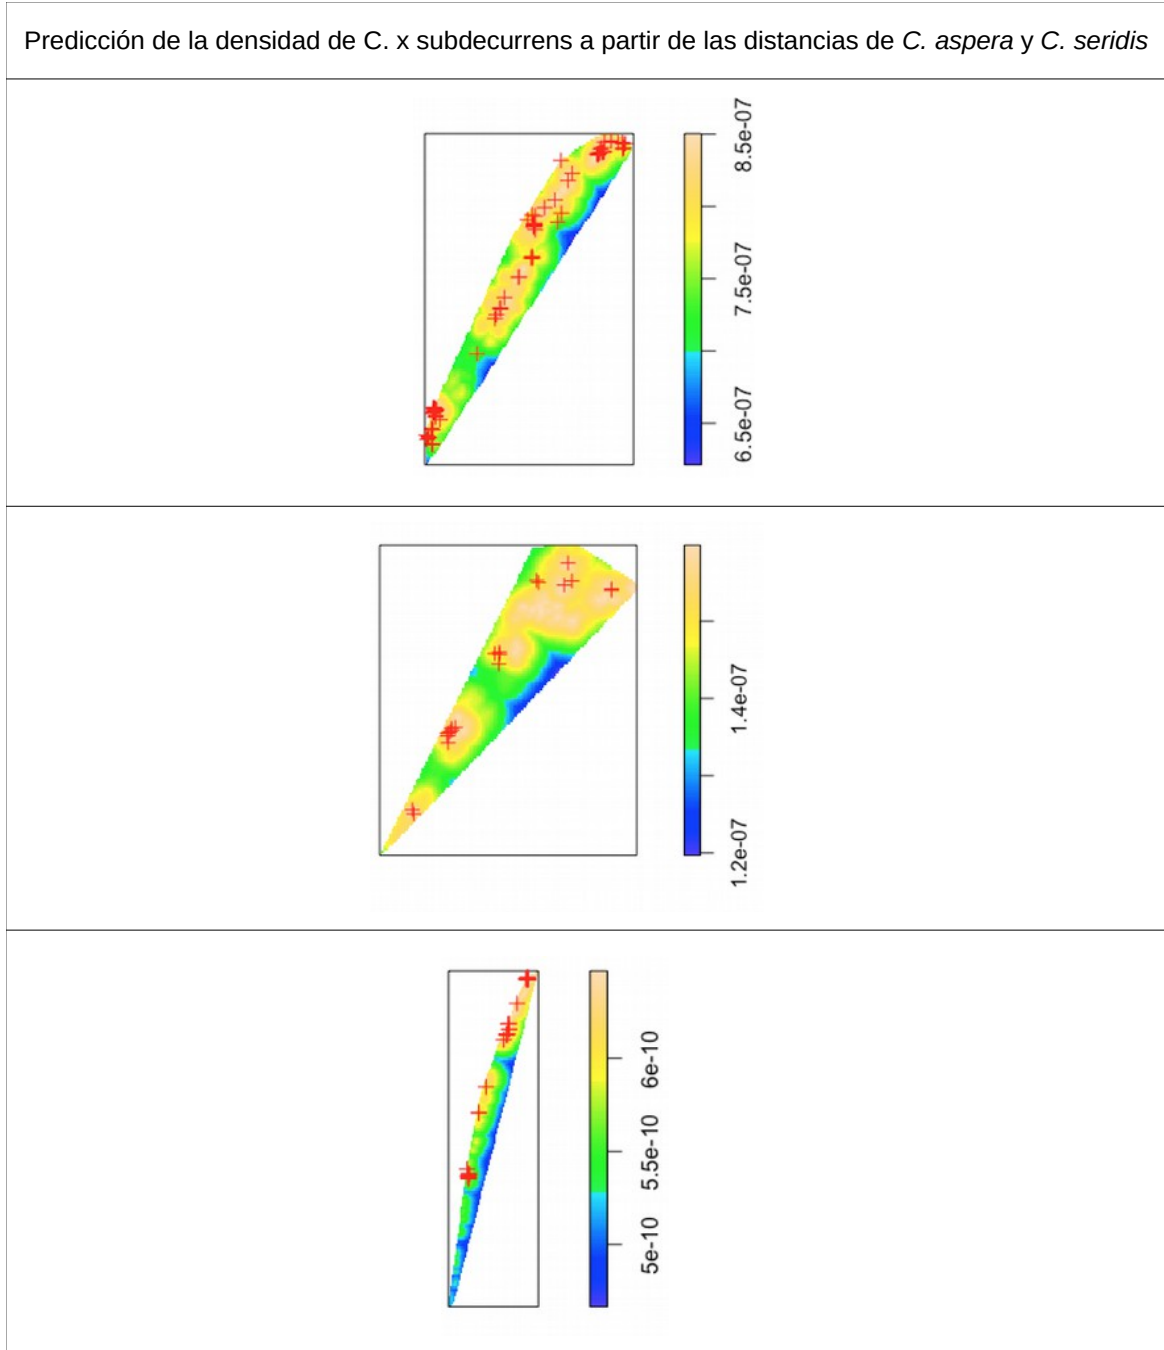 Predicción de la densidad de C. x subdecurrens a partir de las distancias de C. aspera y C. seridis
8.5e-07
7.5e-07
6.5e-07
1.4e-07
1.2e-07
6e-10
5.5e-10
5e-10